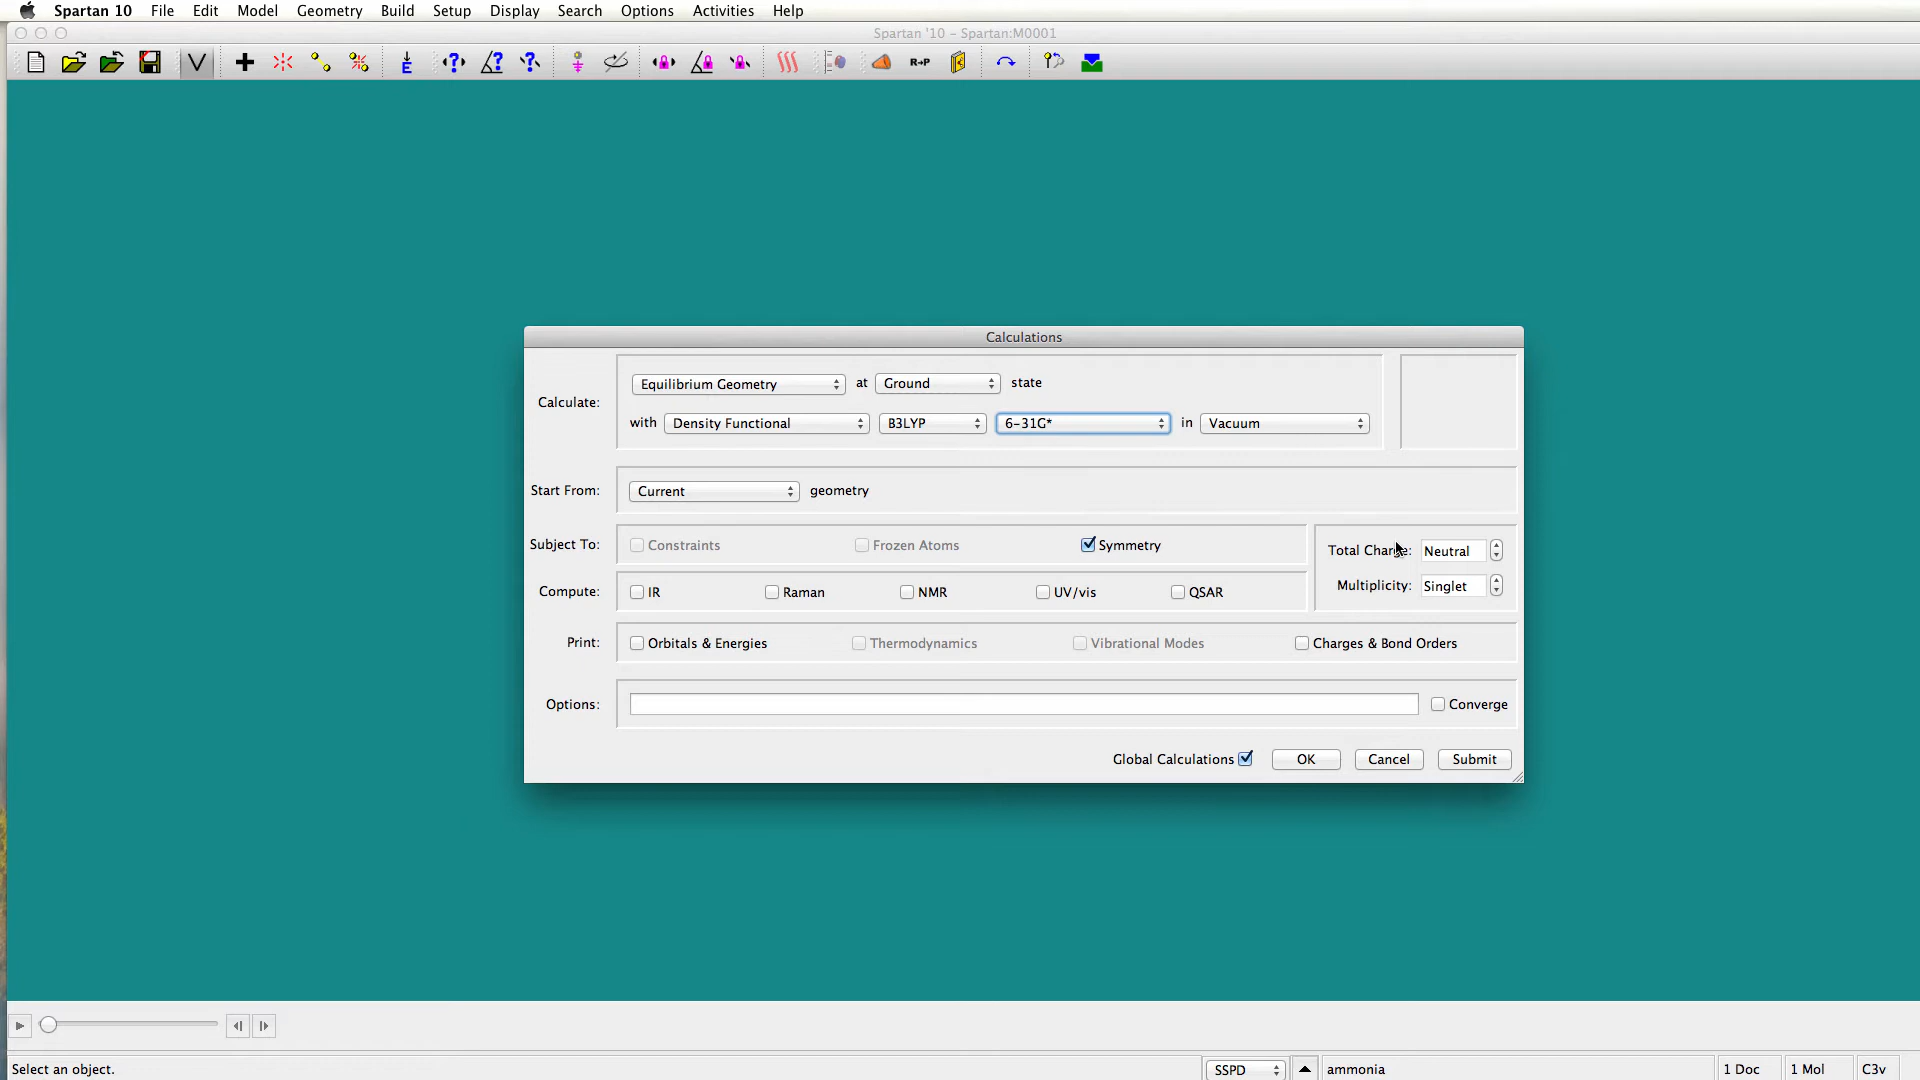 Spartan 10 File Edit Model Geometry Build Setup Display Search Options Activities Help
Spartan '10 - Spartan:M0001
R→P
Calculations
Calculate: Equilibrium Geometry at Ground state
with Density Functional B3LYP 6-31G* in Vacuum
Start From: Current geometry
Subject To: Constraints Frozen Atoms Symmetry
Total Charge: Neutral
Compute: IR Raman NMR UV/vis QSAR
Multiplicity: Singlet
Print: Orbitals & Energies Thermodynamics Vibrational Modes Charges & Bond Orders
Options: Converge
Global Calculations OK Cancel Submit
Select an object. SSPD ammonia 1 Doc 1 Mol C3v